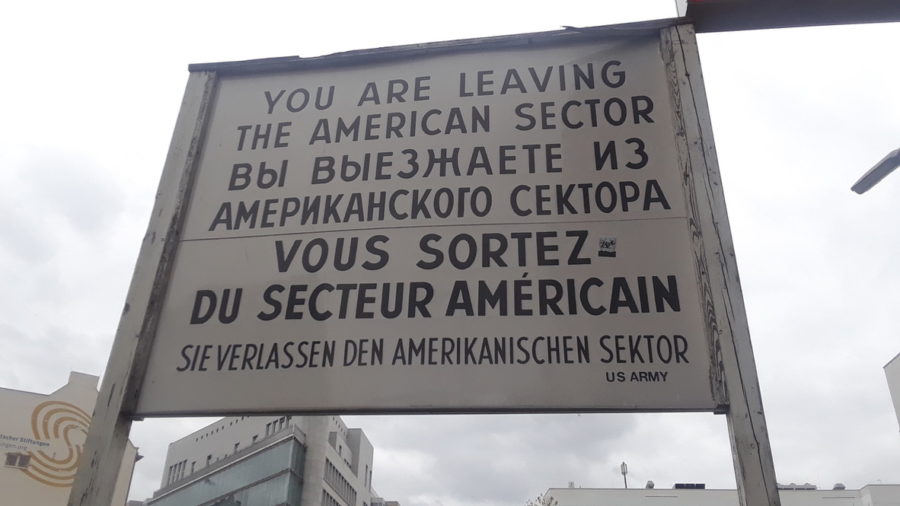 YOU ARE LEAVING
THE AMERICAN SECTOR
ВЫ ВЫЕЗЖАЕТЕ ИЗ
АМЕРИКАНСКОГО СЕКТОРА
VOUS SORTEZ
DU SECTEUR AMÉRICAIN
SIE VERLASSEN DEN AMERIKANISCHEN SEKTOR
US ARMY
Stiftungen